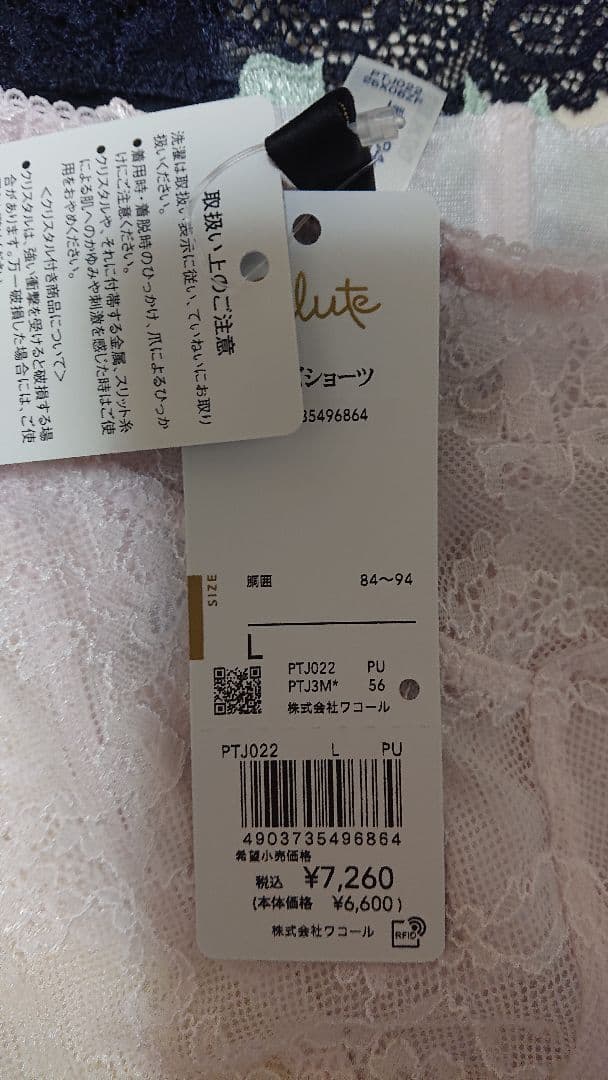 取扱い上のご注意
洗濯は取扱い表示に従い、ていねいにお取り
扱いください。
●着用時・着脱時のひっかけ、爪によるひっか
けにご注意ください。
●クリスタルや、それに付帯する金属、スリット糸
による肌へのかゆみや刺激を感じた時はご使
用をおやめください。
<クリスタル付き商品について>
●クリスタルは、強い衝撃を受けると破損する場
合があります。万一破損した場合には、ご使
PTJ022
lute
ショーツ
35496864
SIZE
胴囲 84〜94
L
PTJ022 PU
PTJ3M* 56
株式会社ワコール
PTJ022 L PU
4903735496864
希望小売価格
税込 ¥7,260
(本体価格 ¥6,600)
株式会社ワコール
RFID